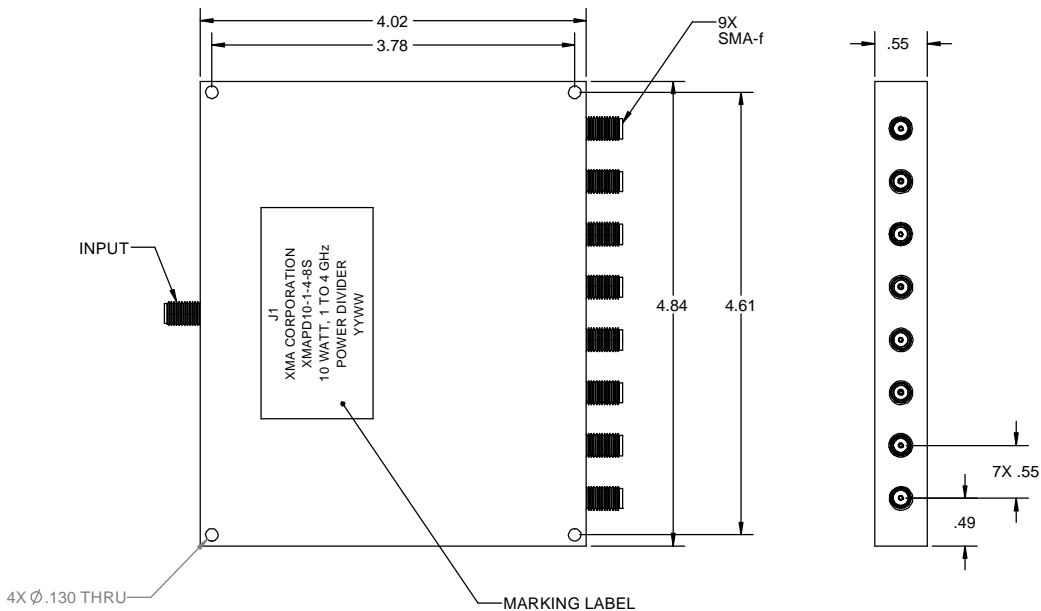 4.02
3.78
9X
SMA-f
.55
INPUT
J1
XMA CORPORATION
XMAPD10-1-4-8S
10 WATT, 1 TO 4 GHz
POWER DIVIDER
YYWW
4.84
4.61
7X .55
.49
4X Ø.130 THRU
MARKING LABEL